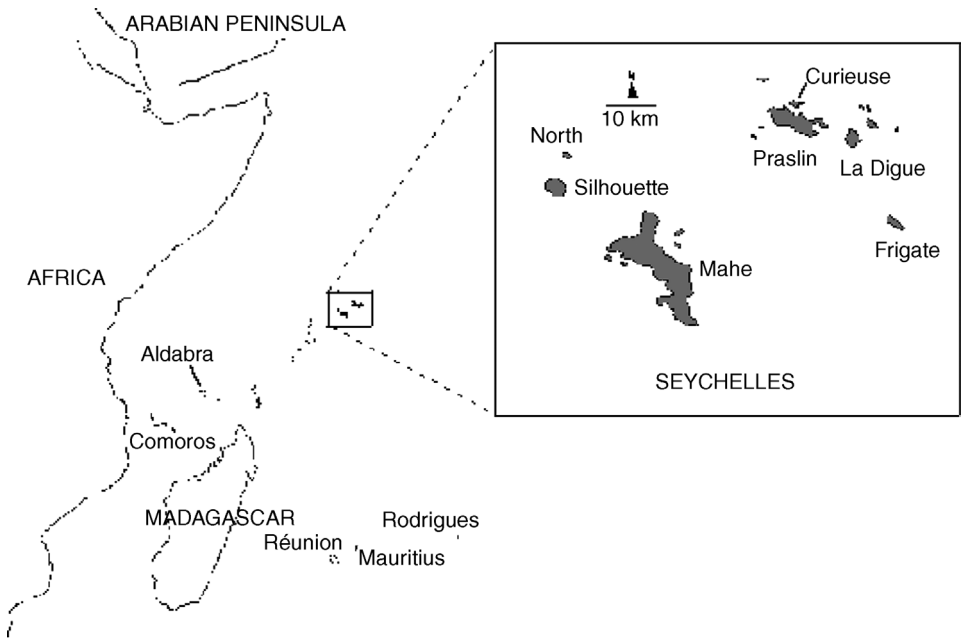 ARABIAN PENINSULA
AFRICA
Aldabra
Comoros
MADAGASCAR
Réunion
Mauritius
Rodrigues
N
10 km
North
Silhouette
Mahe
Curieuse
Praslin
La Digue
Frigate
SEYCHELLES